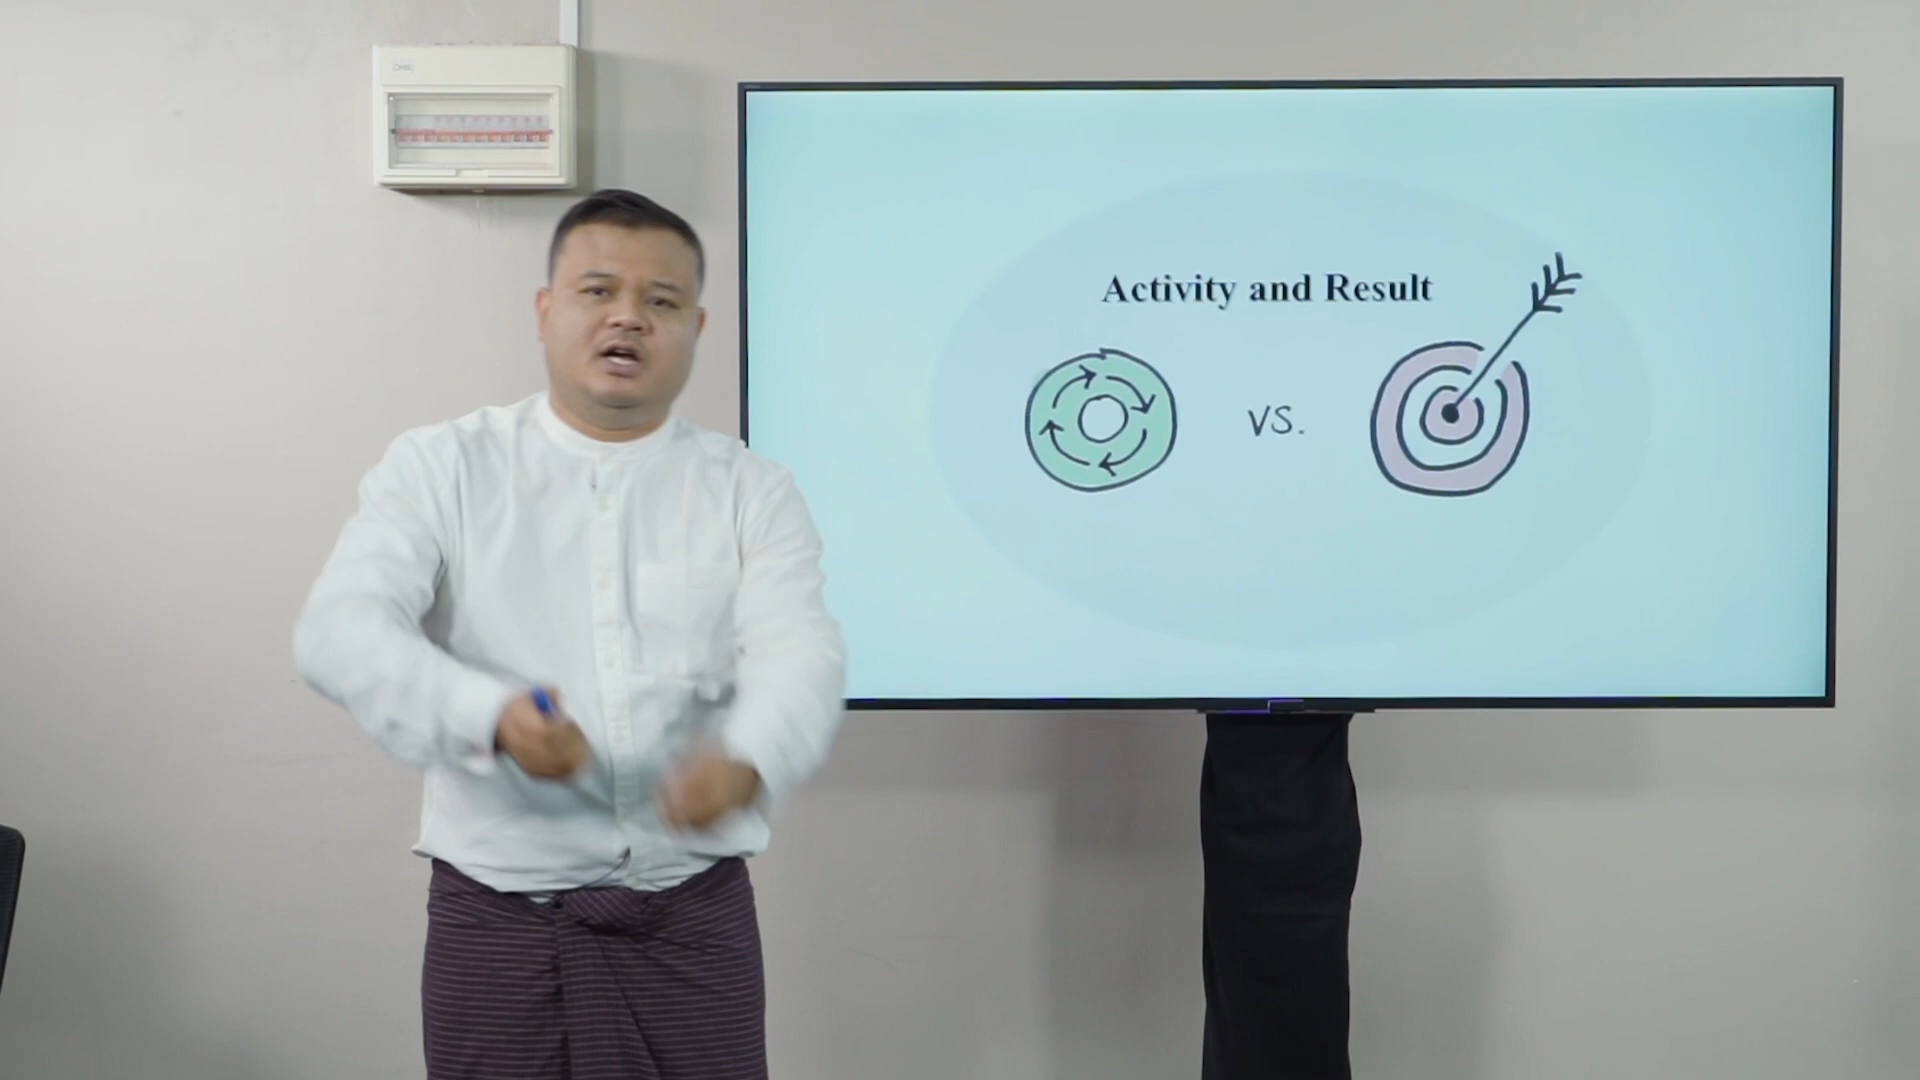 Activity and Result
vs.